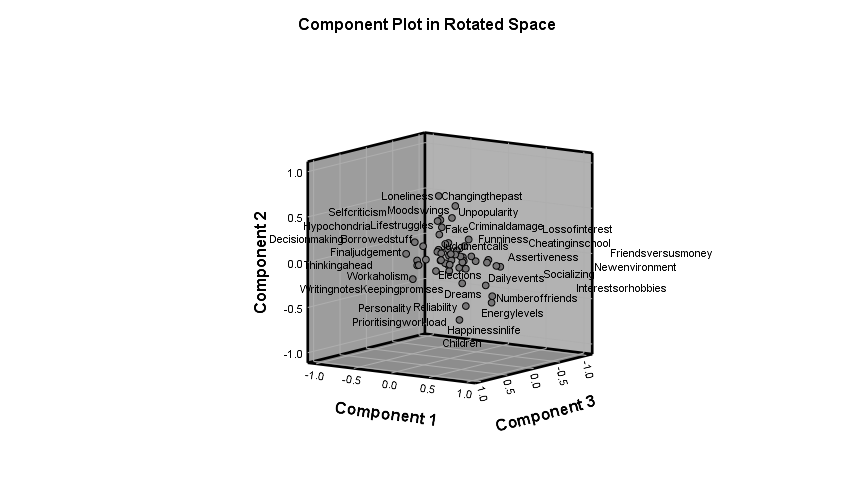 Component Plot in Rotated Space
1.0
0.5
0.0
-0.5
-1.0
Component 2
Loneliness
Changingthepast
Selfcriticism
Moodswings
Unpopularity
Hypochondria
Lifestruggles
Fake
Criminaldamage
Lossofinterest
Decisionmaking
Borrowedstuff
Funniness
Cheatinginschool
Finaljudgement
Assertiveness
Friendsversusmoney
Thinkingahead
Newenvironment
Workaholism
Elections
Dailyevents
Socializing
Writingnotes
Keepingpromises
Dreams
Interestsorhobbies
Numberoffriends
Personality
Reliability
Energylevels
Prioritisingworkload
Happinessinlife
Children
-1.0
-0.5
0.0
0.5
1.0
Component 1
1.0
0.5
0.0
-0.5
-1.0
Component 3